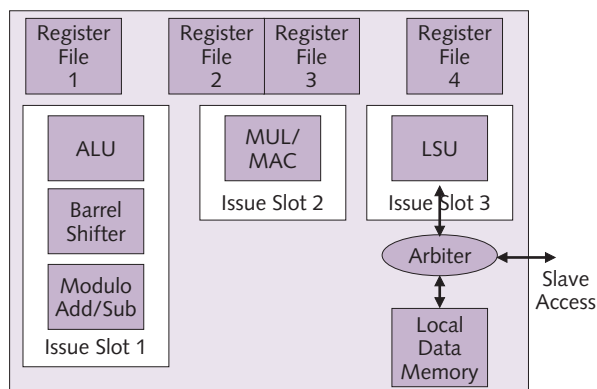 Register
File
1
Register
File
2
Register
File
3
Register
File
4
ALU
Barrel
Shifter
Modulo
Add/Sub
Issue Slot 1
MUL/
MAC
Issue Slot 2
LSU
Issue Slot 3
Arbiter
Slave
Access
Local
Data
Memory